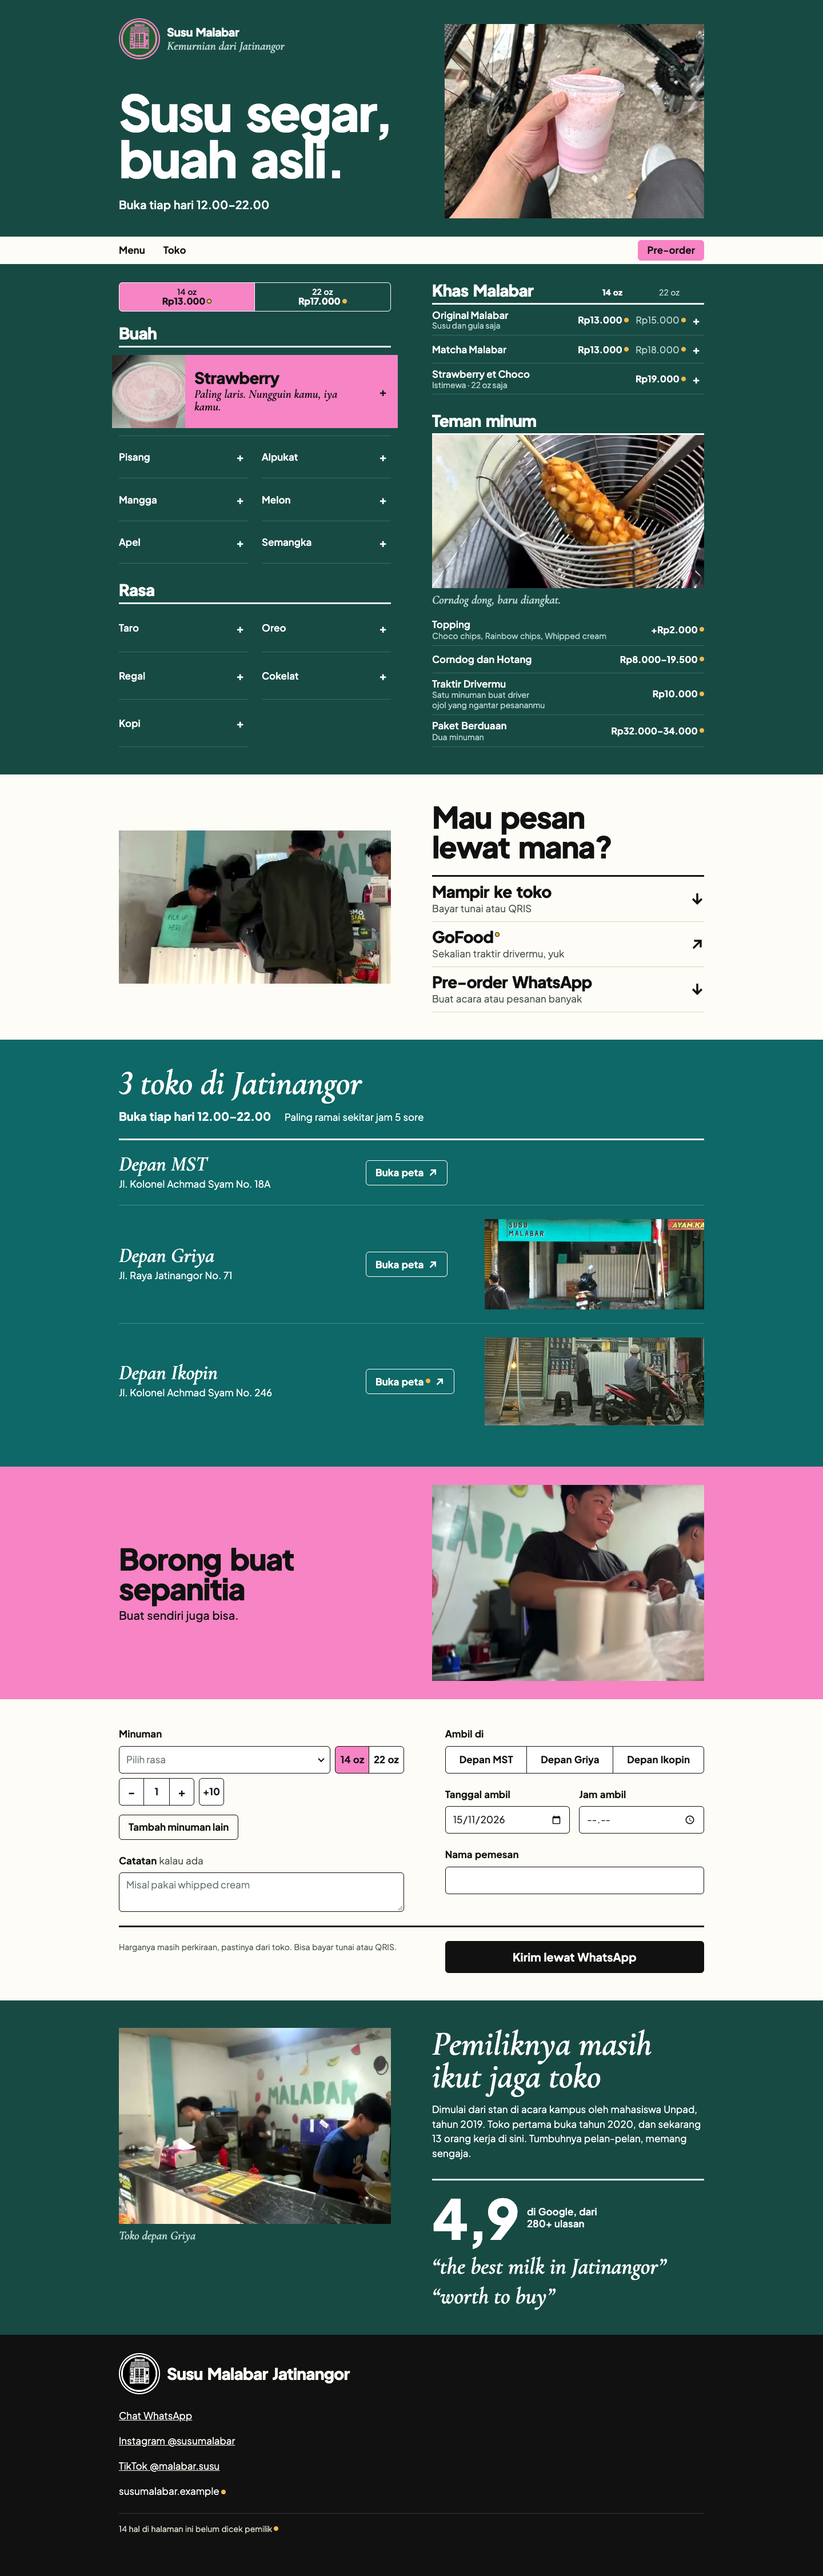 Susu Malabar
Kemurnian dari Jatinangor
Susu segar,
buah asli.
Buka tiap hari 12.00–22.00
Menu
Toko
Pre-order
14 oz
Rp13.000
22 oz
Rp17.000
Buah
Strawberry
Paling laris. Nungguin kamu, iya
kamu.
+
Pisang +
Alpukat +
Mangga +
Melon +
Apel +
Semangka +
Rasa
Taro +
Oreo +
Regal +
Cokelat +
Kopi +
Khas Malabar 14 oz 22 oz
Original Malabar
Susu dan gula saja
Rp13.000 Rp15.000 +
Matcha Malabar Rp13.000 Rp18.000 +
Strawberry et Choco
Istimewa · 22 oz saja
Rp19.000 +
Teman minum
Corndog dong, baru diangkat.
Topping
Choco chips, Rainbow chips, Whipped cream
+Rp2.000
Corndog dan Hotang Rp8.000–19.500
Traktir Drivermu
Satu minuman buat driver
ojol yang ngantar pesananmu
Rp10.000
Paket Berduaan
Dua minuman
Rp32.000–34.000
PICK UP
HERE
MALA
Mau pesan
lewat mana?
Mampir ke toko
Bayar tunai atau QRIS
↓
GoFood
Sekalian traktir drivermu, yuk
↗
Pre-order WhatsApp
Buat acara atau pesanan banyak
↓
3 toko di Jatinangor
Buka tiap hari 12.00–22.00 Paling ramai sekitar jam 5 sore
Depan MST
Jl. Kolonel Achmad Syam No. 18A
Buka peta ↗
Depan Griya
Jl. Raya Jatinangor No. 71
Buka peta ↗
SUSU
MALABAR
AYAM KA
Depan Ikopin
Jl. Kolonel Achmad Syam No. 246
Buka peta ↗
Borong buat
sepanitia
Buat sendiri juga bisa.
LABAR
Minuman
Pilih rasa
14 oz
22 oz
−
1
+
+10
Tambah minuman lain
Catatan kalau ada
Misal pakai whipped cream
Ambil di
Depan MST
Depan Griya
Depan Ikopin
Tanggal ambil
15/11/2026
Jam ambil
--.--
Nama pemesan
Harganya masih perkiraan, pastinya dari toko. Bisa bayar tunai atau QRIS.
Kirim lewat WhatsApp
MALABAR
Toko depan Griya
Pemiliknya masih
ikut jaga toko
Dimulai dari stan di acara kampus oleh mahasiswa Unpad,
tahun 2019. Toko pertama buka tahun 2020, dan sekarang
13 orang kerja di sini. Tumbuhnya pelan-pelan, memang
sengaja.
4,9
di Google, dari
280+ ulasan
“the best milk in Jatinangor”
“worth to buy”
Susu Malabar Jatinangor
Chat WhatsApp
Instagram @susumalabar
TikTok @malabar.susu
susumalabar.example
14 hal di halaman ini belum dicek pemilik